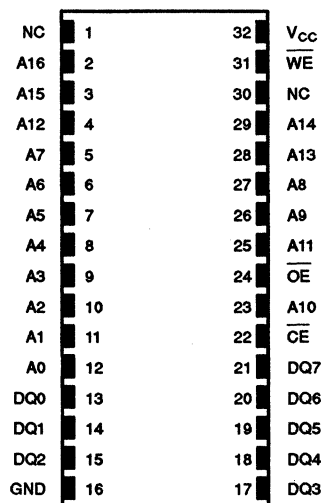 NC 1 32 VCC
A16 2 31 WE
A15 3 30 NC
A12 4 29 A14
A7 5 28 A13
A6 6 27 A8
A5 7 26 A9
A4 8 25 A11
A3 9 24 OE
A2 10 23 A10
A1 11 22 CE
A0 12 21 DQ7
DQ0 13 20 DQ6
DQ1 14 19 DQ5
DQ2 15 18 DQ4
GND 16 17 DQ3